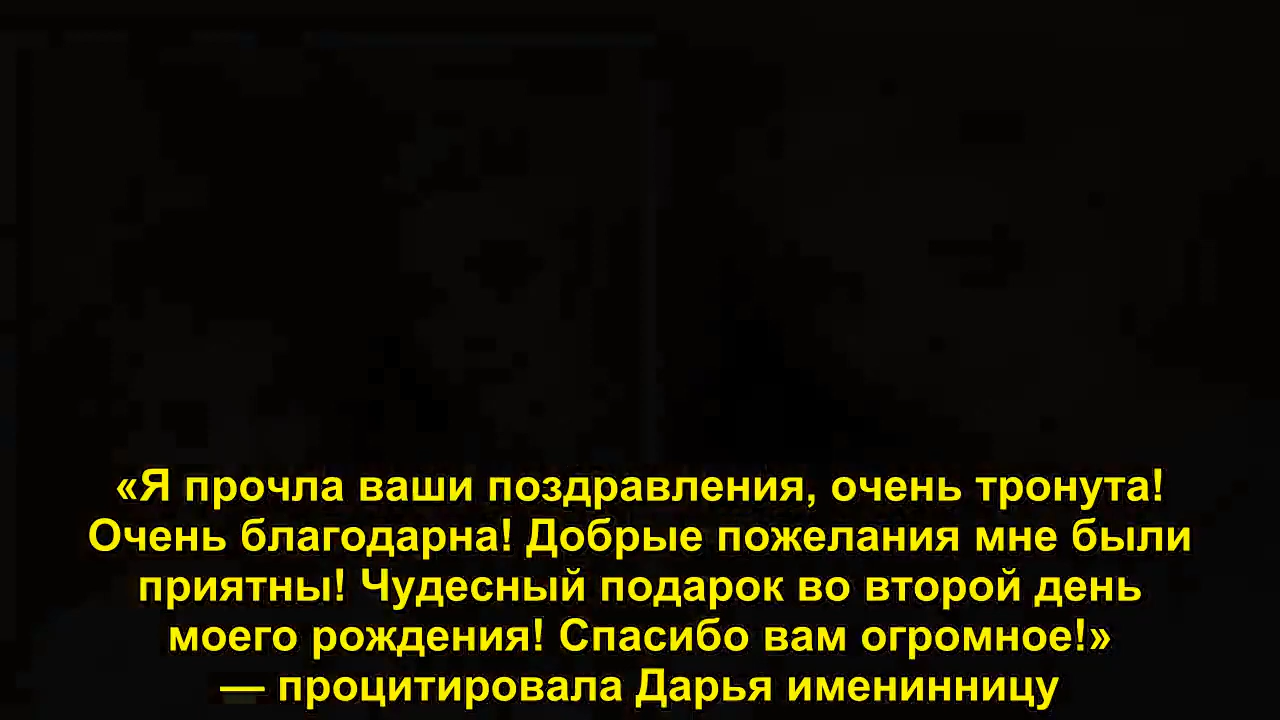 «Я прочла ваши поздравления, очень тронута!
Очень благодарна! Добрые пожелания мне были
приятны! Чудесный подарок во второй день
моего рождения! Спасибо вам огромное!»
— процитировала Дарья именинницу